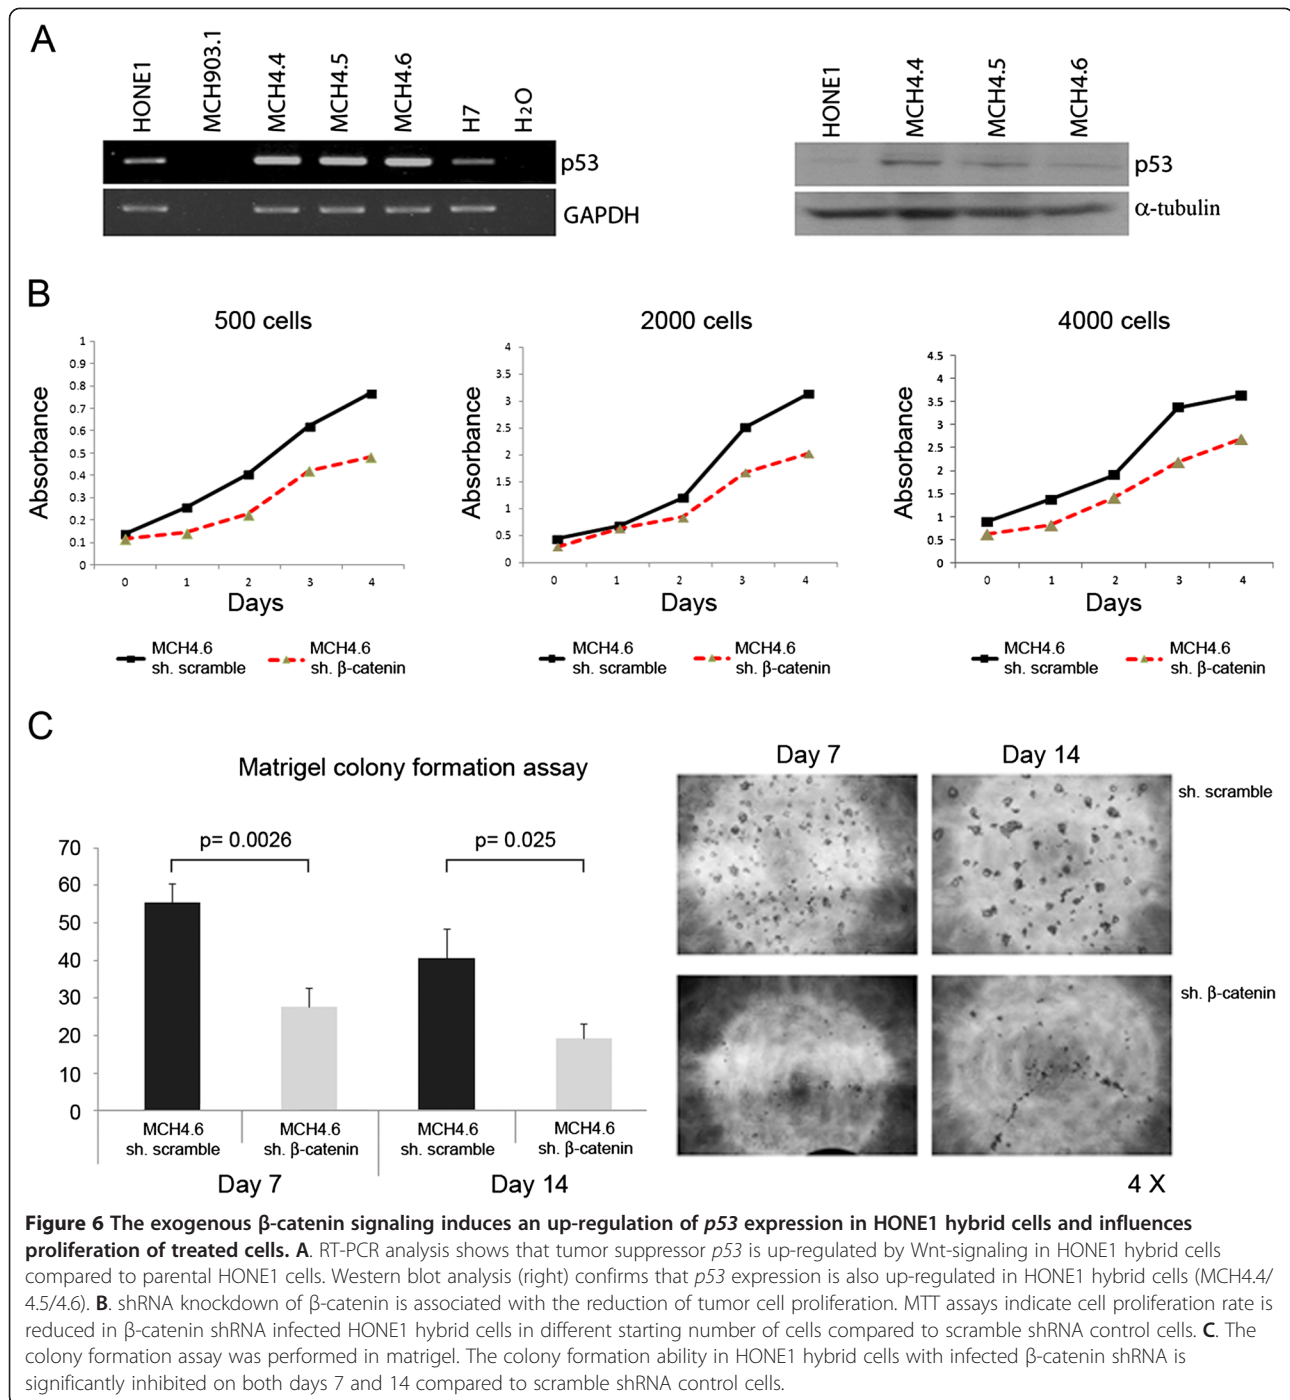 A
HONE1
MCH903.1
MCH4.4
MCH4.5
MCH4.6
H7
H2O
p53
GAPDH
HONE1
MCH4.4
MCH4.5
MCH4.6
p53
α-tubulin
B
500 cells
Absorbance
1
0.9
0.8
0.7
0.6
0.5
0.4
0.3
0.2
0.1
0
0 1 2 3 4
Days
MCH4.6
sh. scramble
MCH4.6
sh. β-catenin
2000 cells
Absorbance
4
3.5
3
2.5
2
1.5
1
0.5
0
0 1 2 3 4
Days
MCH4.6
sh. scramble
MCH4.6
sh. β-catenin
4000 cells
Absorbance
4.5
4
3.5
3
2.5
2
1.5
1
0.5
0
0 1 2 3 4
Days
MCH4.6
sh. scramble
MCH4.6
sh. β-catenin
C
Matrigel colony formation assay
p= 0.0026
p= 0.025
70
60
50
40
30
20
10
0
MCH4.6
sh. scramble
MCH4.6
sh. β-catenin
MCH4.6
sh. scramble
MCH4.6
sh. β-catenin
Day 7
Day 14
Day 7
Day 14
sh. scramble
sh. β-catenin
4 X
Figure 6 The exogenous β-catenin signaling induces an up-regulation of p53 expression in HONE1 hybrid cells and influences
proliferation of treated cells. A. RT-PCR analysis shows that tumor suppressor p53 is up-regulated by Wnt-signaling in HONE1 hybrid cells
compared to parental HONE1 cells. Western blot analysis (right) confirms that p53 expression is also up-regulated in HONE1 hybrid cells (MCH4.4/
4.5/4.6). B. shRNA knockdown of β-catenin is associated with the reduction of tumor cell proliferation. MTT assays indicate cell proliferation rate is
reduced in β-catenin shRNA infected HONE1 hybrid cells in different starting number of cells compared to scramble shRNA control cells. C. The
colony formation assay was performed in matrigel. The colony formation ability in HONE1 hybrid cells with infected β-catenin shRNA is
significantly inhibited on both days 7 and 14 compared to scramble shRNA control cells.